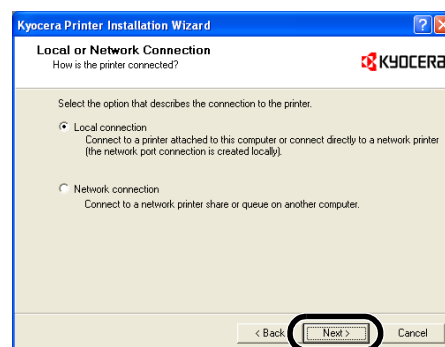 Kyocera Printer Installation Wizard
Local or Network Connection
How is the printer connected?
KYOCERA
Select the option that describes the connection to the printer.
Local connection
Connect to a printer attached to this computer or connect directly to a network printer
(the network port connection is created locally).
Network connection
Connect to a network printer share or queue on another computer.
< Back
Next >
Cancel